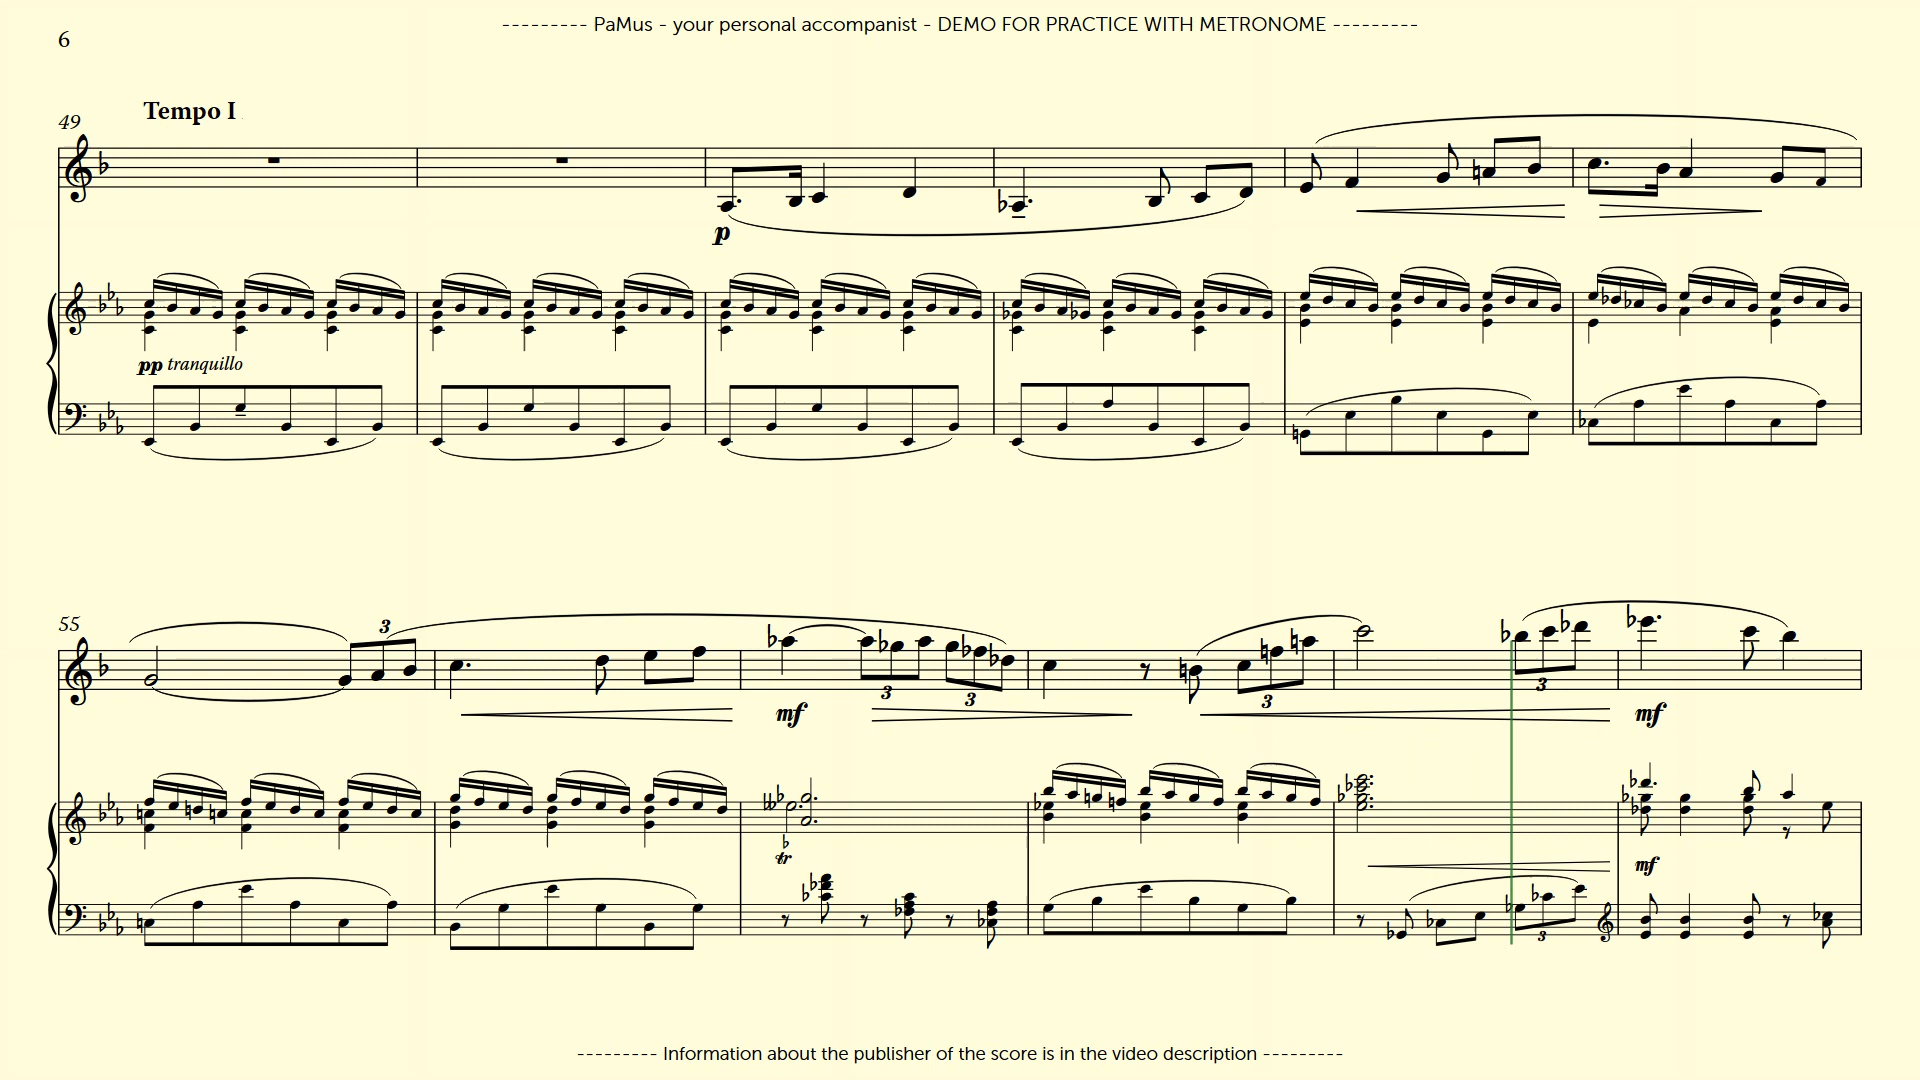 --------- PaMus - your personal accompanist - DEMO FOR PRACTICE WITH METRONOME ---------
6
Tempo I
49
p
pp tranquillo
55
3
3
3
3
3
mf
mf
tr
mf
3
--------- Information about the publisher of the score is in the video description ---------